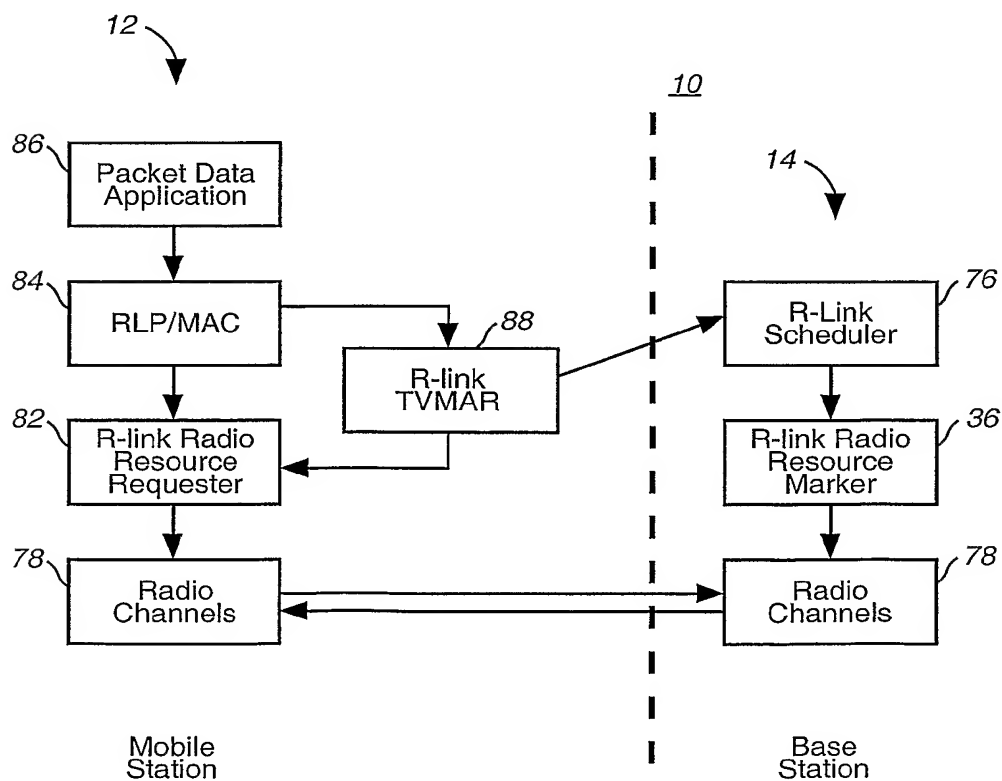 12
10
86
Packet Data
Application
14
84
RLP/MAC
88
R-link
TVMAR
76
R-Link
Scheduler
82
R-link Radio
Resource
Requester
36
R-link Radio
Resource
Marker
78
Radio
Channels
78
Radio
Channels
Mobile
Station
Base
Station